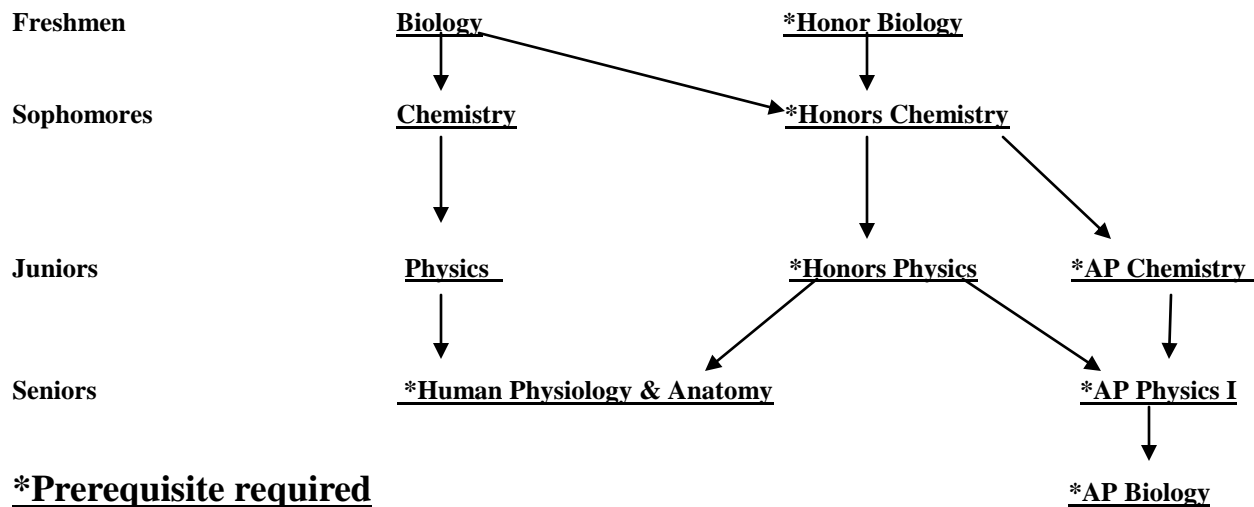 Freshmen Biology *Honor Biology
Sophomores Chemistry *Honors Chemistry
Juniors Physics *Honors Physics *AP Chemistry
Seniors *Human Physiology & Anatomy *AP Physics I
*Prerequisite required *AP Biology